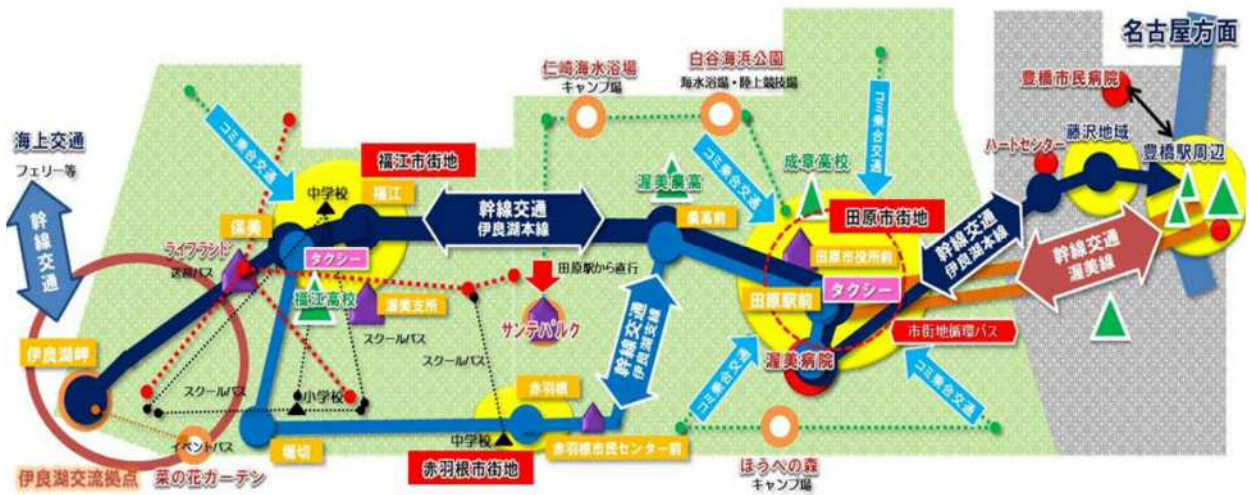 名古屋方面
豊橋市民病院
藤沢地域
豊橋駅周辺
ハートセンター
白谷海浜公園
海水浴場・陸上競技場
仁崎海水浴場
キャンプ場
コミ乗合交通
コミ乗合交通
コミ乗合交通
成章高校
海上交通
フェリー等
幹線交通
福江市街地
中学校
福江
保美
タクシー
ライフランド
送迎バス
福江高校
渥美支所
幹線交通
伊良湖本線
渥美農高
農高前
田原市街地
田原市役所前
田原駅前
タクシー
渥美病院
幹線交通
伊良湖本線
幹線交通
渥美線
市街地循環バス
田原駅から直行
サンテパルク
スクールバス
スクールバス
スクールバス
小学校
幹線交通
伊良湖支線
コミ乗合交通
コミ乗合交通
伊良湖岬
イベントバス
伊良湖交流拠点
菜の花ガーデン
堀切
赤羽根
中学校
赤羽根市街地
赤羽根市民センター前
ほうべの森
キャンプ場